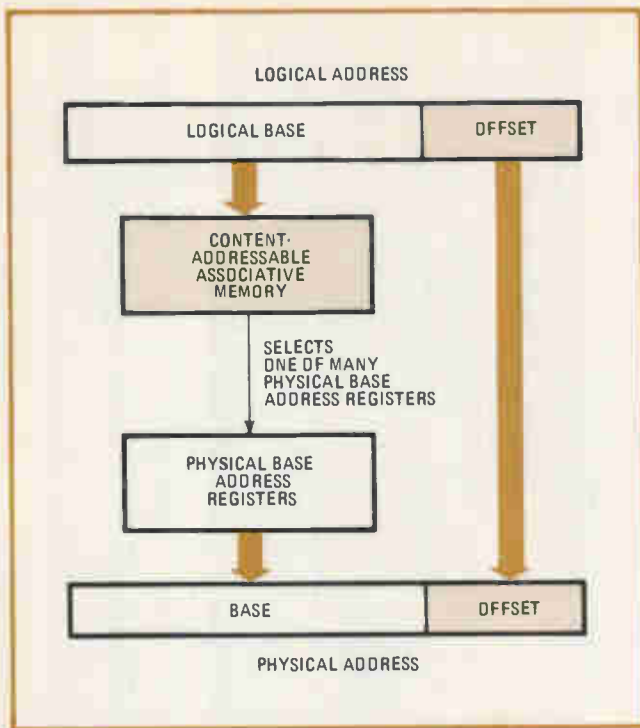 LOGICAL ADDRESS
LOGICAL BASE
OFFSET
CONTENT-
ADDRESSABLE
ASSOCIATIVE
MEMORY
SELECTS
ONE OF MANY
PHYSICAL BASE
ADDRESS REGISTERS
PHYSICAL BASE
ADDRESS
REGISTERS
BASE
OFFSET
PHYSICAL ADDRESS